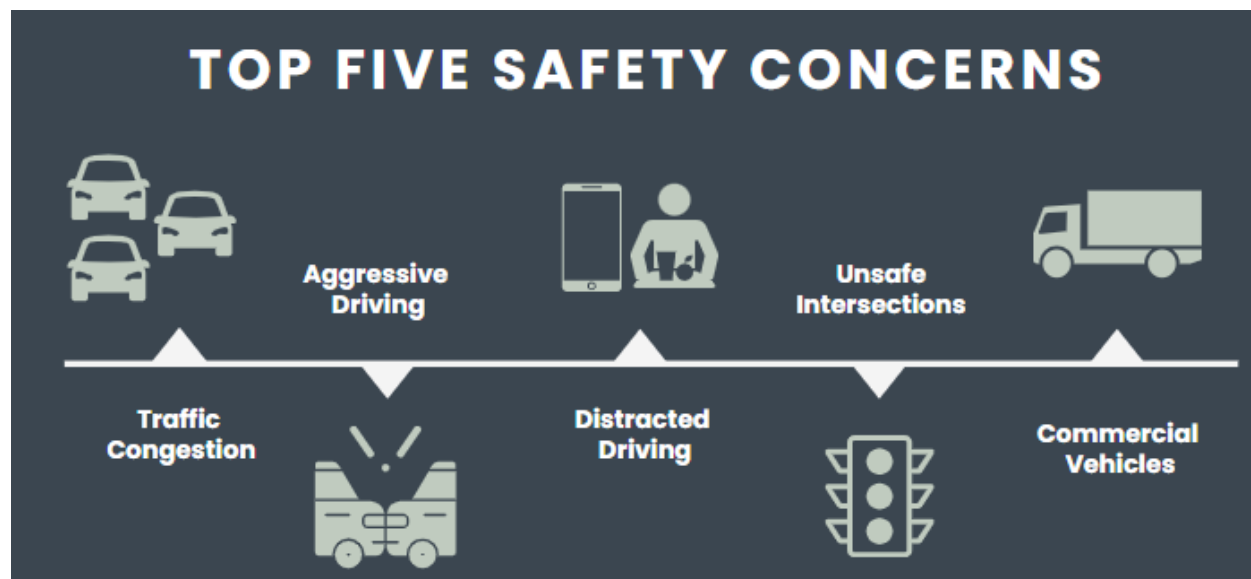 TOP FIVE SAFETY CONCERNS
Traffic
Congestion
Aggressive
Driving
Distracted
Driving
Unsafe
Intersections
Commercial
Vehicles